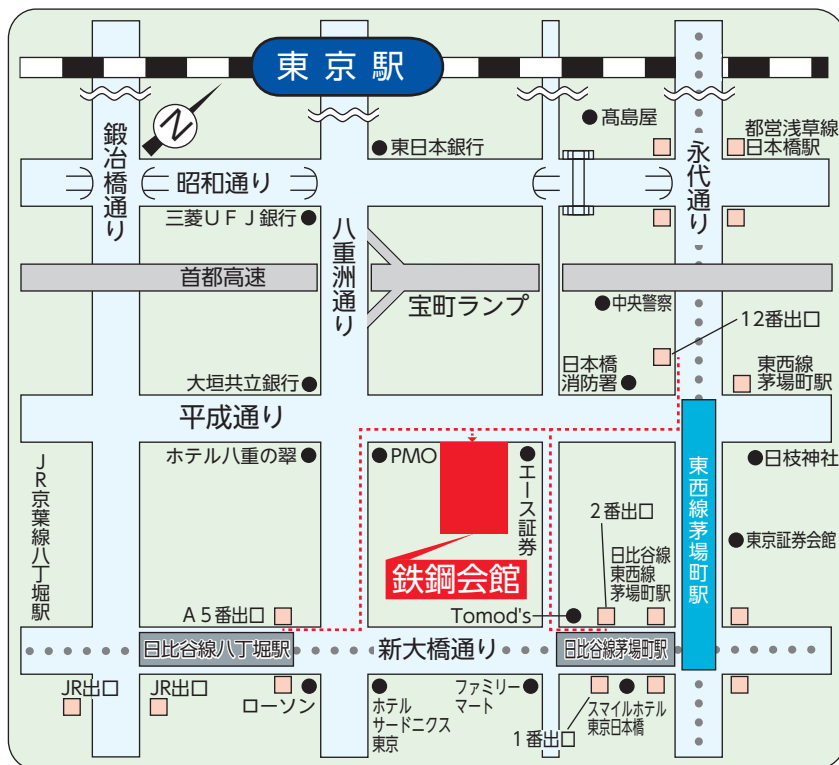 東京駅
N
髙島屋
都営浅草線
日本橋駅
鍛冶橋通り
東日本銀行
永代通り
昭和通り
三菱UFJ銀行
八重洲通り
首都高速
宝町ランプ
中央警察
12番出口
日本橋
消防署
東西線
茅場町駅
大垣共立銀行
平成通り
JR京葉線八丁堀駅
ホテル八重の翠
PMO
エース証券
東西線茅場町駅
日枝神社
2番出口
日比谷線
東西線
茅場町駅
東京証券会館
鉄鋼会館
A5番出口
Tomod's
日比谷線八丁堀駅
新大橋通り
日比谷線茅場町駅
JR出口
JR出口
ローソン
ホテル
サードニクス
東京
ファミリー
マート
スマイルホテル
東京日本橋
1番出口